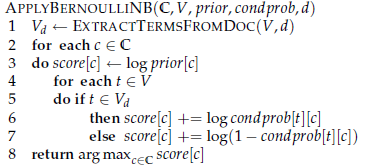 APPLYBERNOULLINB(ℂ, V, prior, condprob, d)
1 V_d ← EXTRACTTERMSFROMDOC(V, d)
2 for each c ∈ ℂ
3 do score[c] ← log prior[c]
4 for each t ∈ V
5 do if t ∈ V_d
6 then score[c] += log condprob[t][c]
7 else score[c] += log(1 − condprob[t][c])
8 return arg max_{c∈ℂ} score[c]